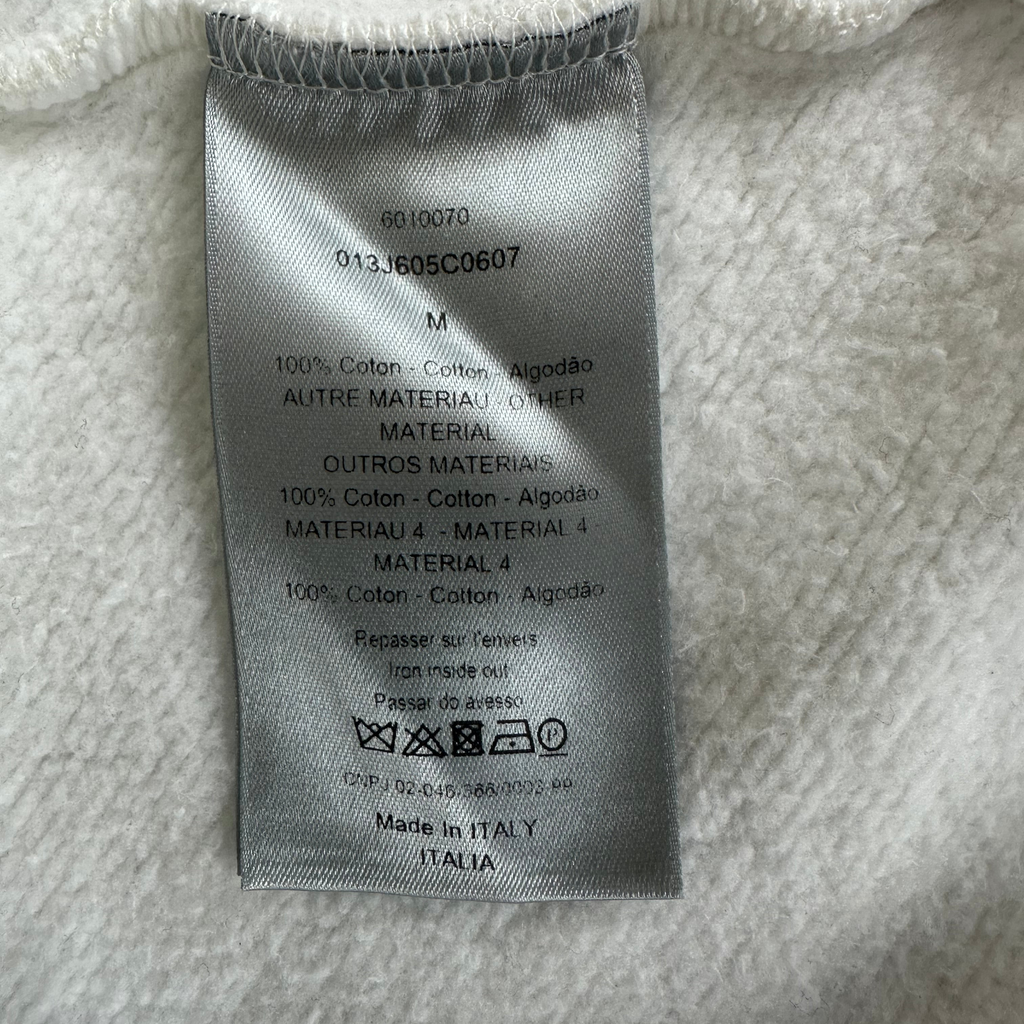 6010070
013J605C0607
M
100% Coton - Cotton Algodão
AUTRE MATERIAU OTHER
MATERIAL
OUTROS MATERIAIS
100% Coton - Cotton - Algodão
MATERIAU 4 - MATERIAL 4 -
MATERIAL 4
100% Coton - Cotton - Algodão
Repasser sur l'envers
Iron inside out
Passar do avesso
P
CNPJ
Made In ITALY
ITALIA